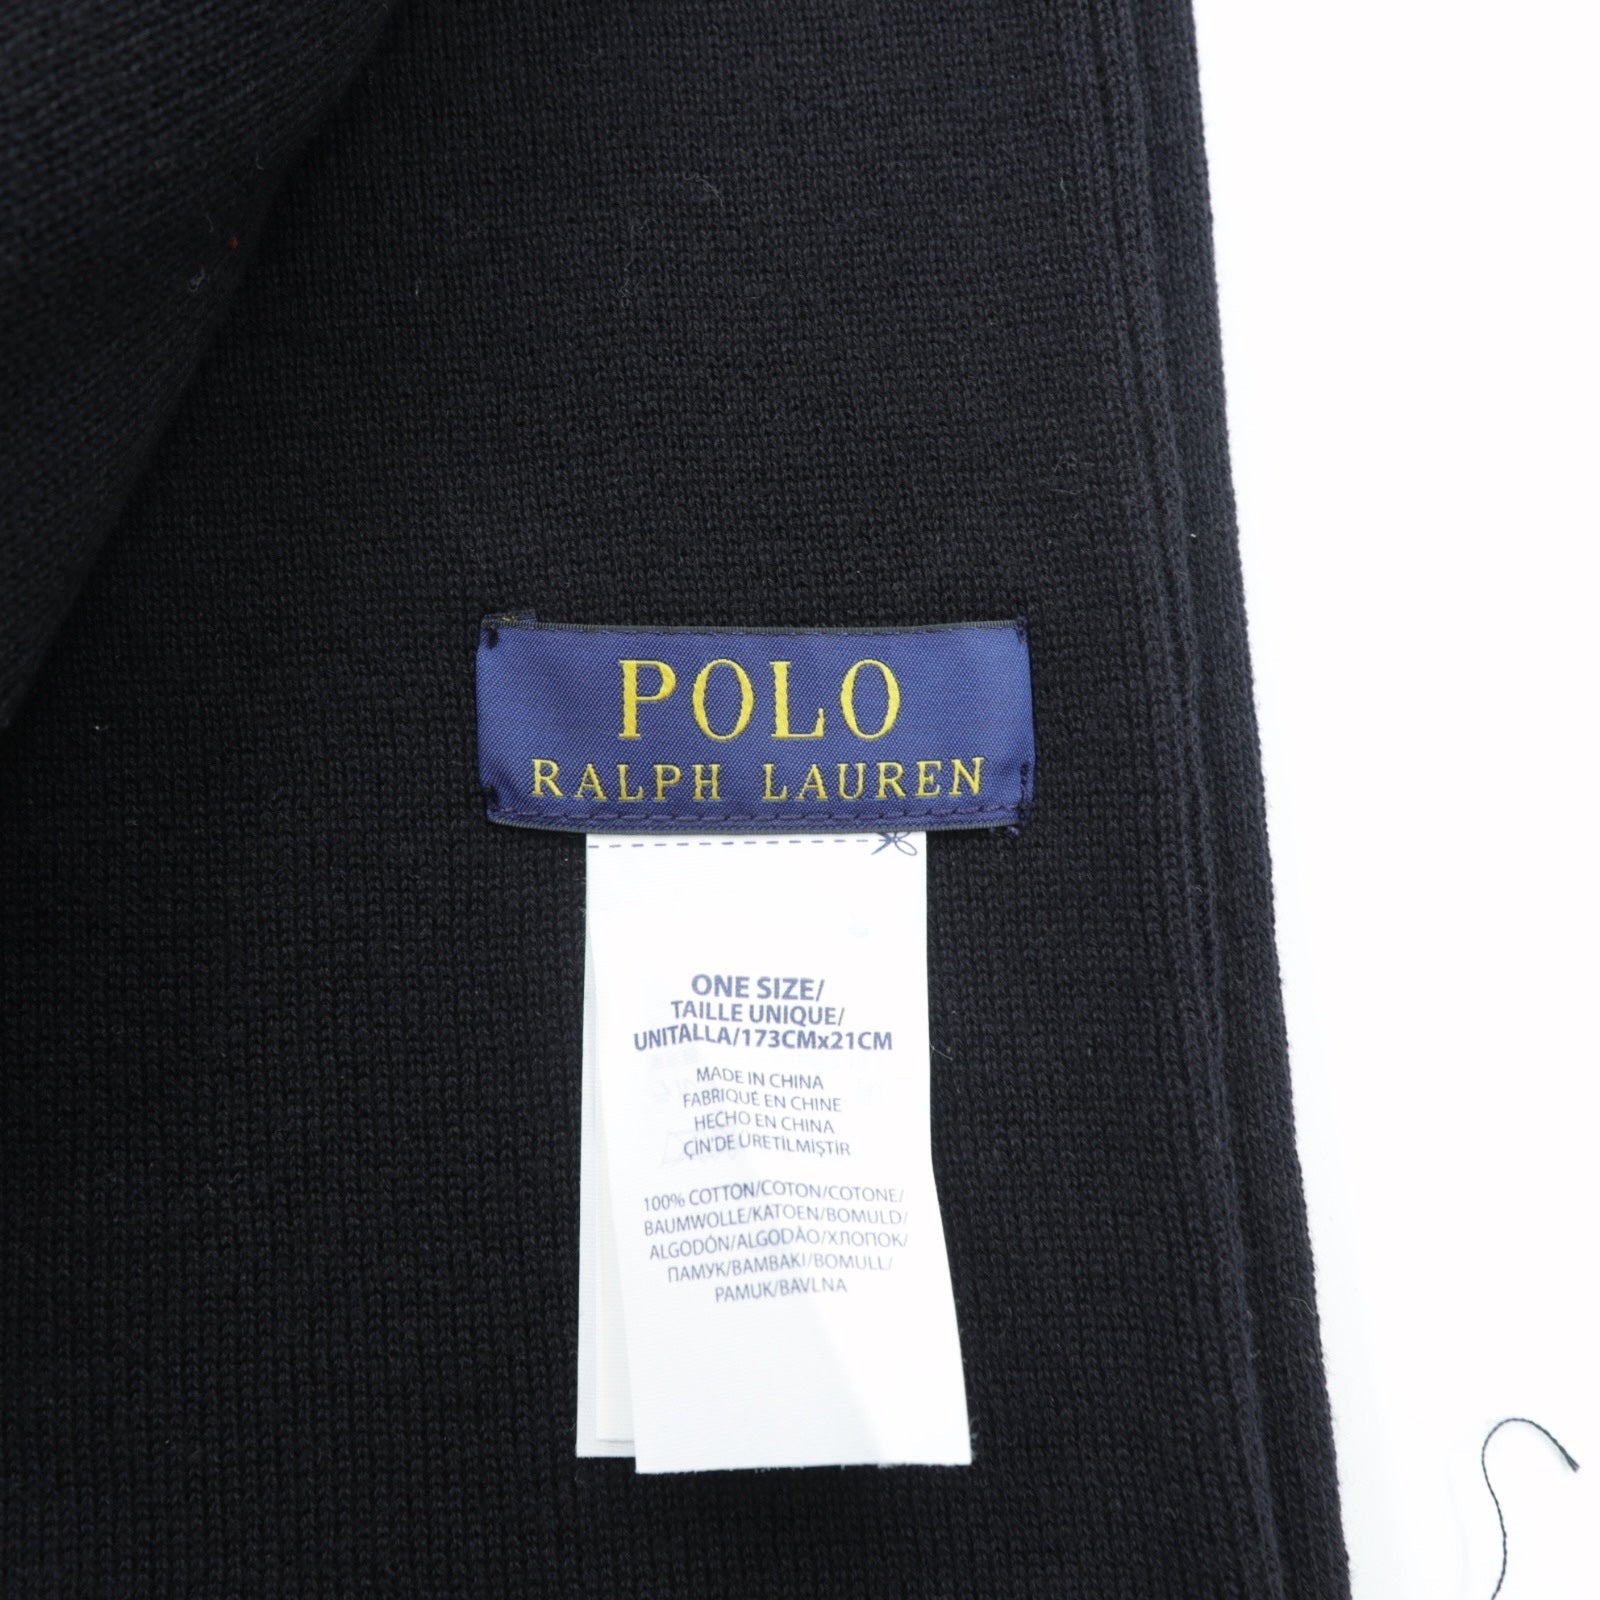 POLO
RALPH LAUREN
ONE SIZE/
TAILLE UNIQUE/
UNITALLA/173CMx21CM
MADE IN CHINA
FABRIQUÉ EN CHINE
HECHO EN CHINA
ÇİN'DE ÜRETİLMİŞTİR
100% COTTON/COTON/COTONE/
BAUMWOLLE/KATOEN/BOMULD/
ALGODÓN/ALGODÃO/ХЛОПОК/
ПАМУК/BAMBAKI/BOMULL/
PAMUK/BAVLNA